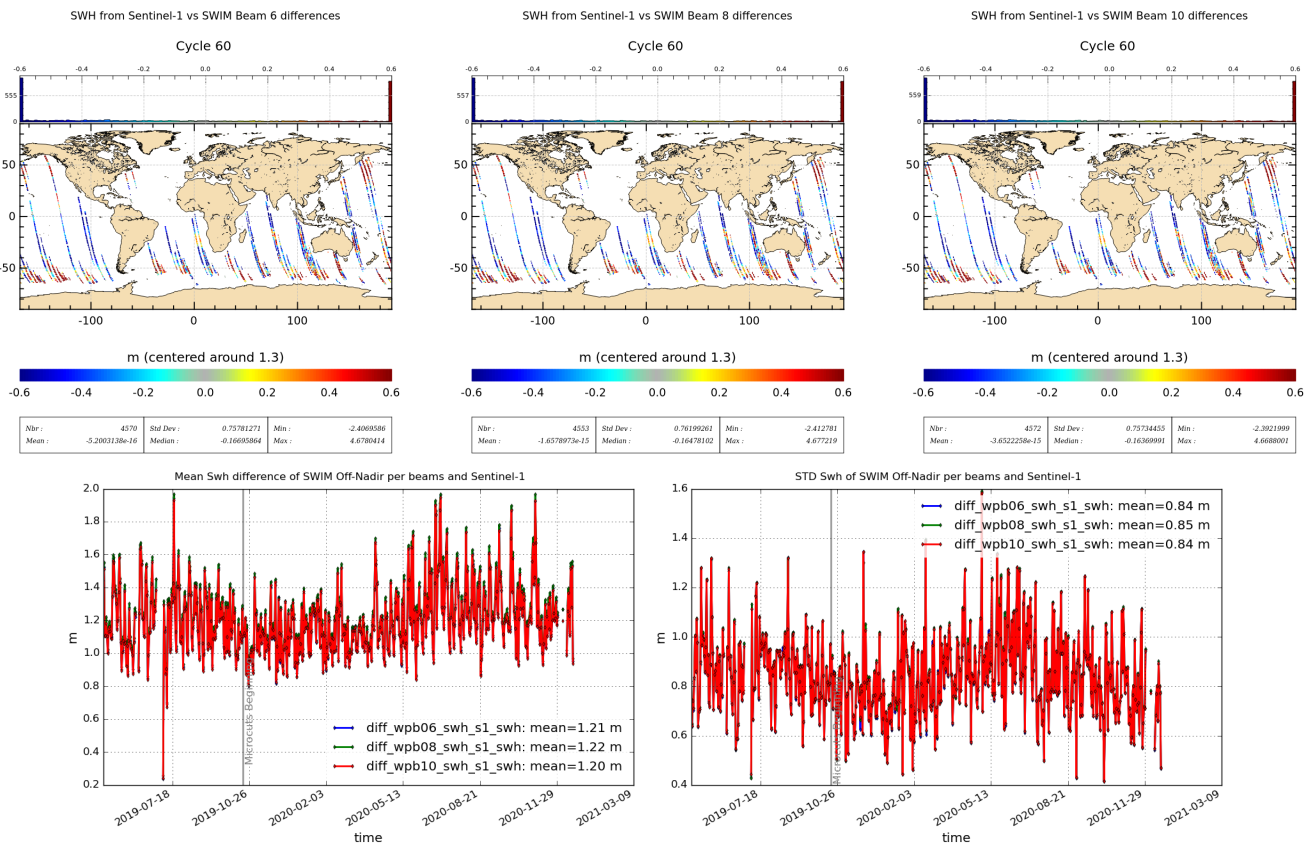 SWH from Sentinel-1 vs SWIM Beam 6 differences
Cycle 60
-0.6 -0.4 -0.2 0.0 0.2 0.4 0.6
555
0
50
0
-50
-100 0 100
m (centered around 1.3)
-0.6 -0.4 -0.2 0.0 0.2 0.4 0.6
Nbr : 4570 Std Dev : 0.75781271 Min : -2.4069586
Mean : -5.2003138e-16 Median : -0.16695864 Max : 4.6780414
SWH from Sentinel-1 vs SWIM Beam 8 differences
Cycle 60
-0.6 -0.4 -0.2 0.0 0.2 0.4 0.6
557
0
50
0
-50
-100 0 100
m (centered around 1.3)
-0.6 -0.4 -0.2 0.0 0.2 0.4 0.6
Nbr : 4553 Std Dev : 0.76199261 Min : -2.412781
Mean : -1.6578973e-15 Median : -0.16478102 Max : 4.677219
SWH from Sentinel-1 vs SWIM Beam 10 differences
Cycle 60
-0.6 -0.4 -0.2 0.0 0.2 0.4 0.6
559
0
50
0
-50
-100 0 100
m (centered around 1.3)
-0.6 -0.4 -0.2 0.0 0.2 0.4 0.6
Nbr : 4572 Std Dev : 0.75734455 Min : -2.3921999
Mean : -3.6522258e-15 Median : -0.16369991 Max : 4.6688001
Mean Swh difference of SWIM Off-Nadir per beams and Sentinel-1
2.0
1.8
1.6
1.4
1.2
1.0
0.8
0.6
0.4
0.2
m
Microcuts
diff_wpb06_swh_s1_swh: mean=1.21 m
diff_wpb08_swh_s1_swh: mean=1.22 m
diff_wpb10_swh_s1_swh: mean=1.20 m
2019-07-18 2019-10-26 2020-02-03 2020-05-13 2020-08-21 2020-11-29 2021-03-09
time
STD Swh of SWIM Off-Nadir per beams and Sentinel-1
1.6
1.4
1.2
1.0
0.8
0.6
0.4
m
diff_wpb06_swh_s1_swh: mean=0.84 m
diff_wpb08_swh_s1_swh: mean=0.85 m
diff_wpb10_swh_s1_swh: mean=0.84 m
2019-07-18 2019-10-26 2020-02-03 2020-05-13 2020-08-21 2020-11-29 2021-03-09
time